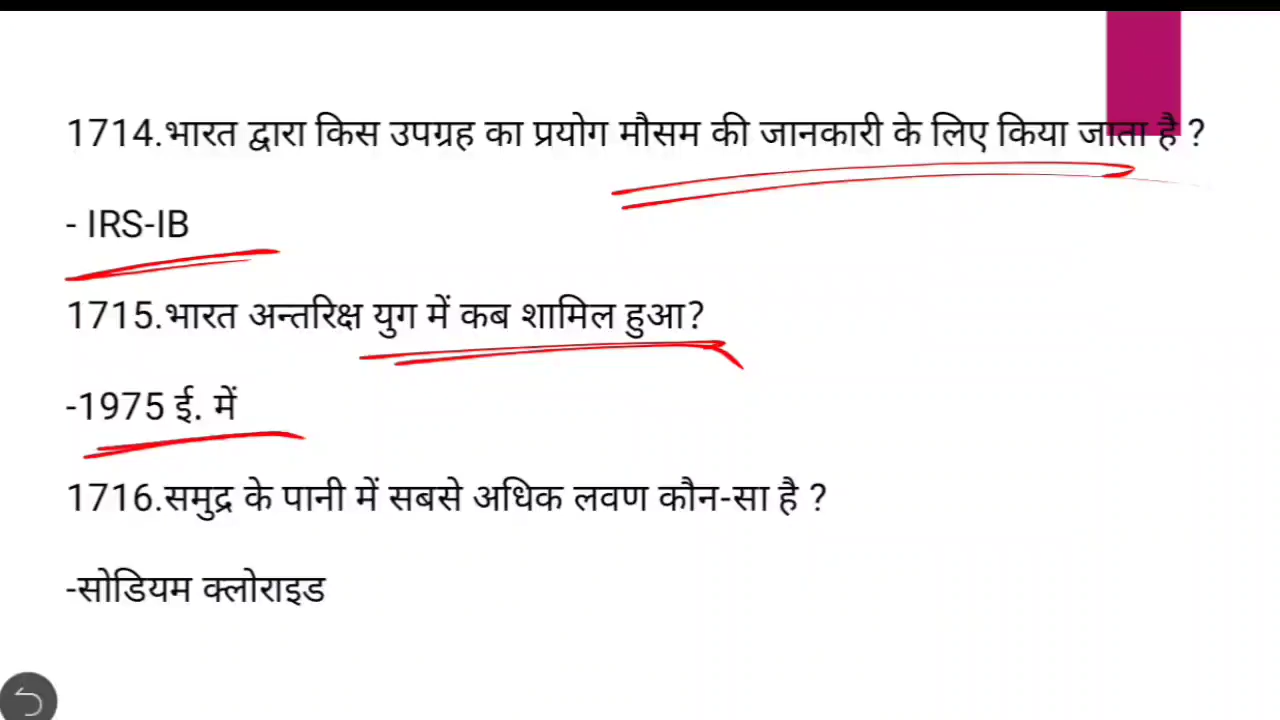 1714.भारत द्वारा किस उपग्रह का प्रयोग मौसम की जानकारी के लिए किया जाता है ?
- IRS-IB
1715.भारत अन्तरिक्ष युग में कब शामिल हुआ?
-1975 ई. में
1716.समुद्र के पानी में सबसे अधिक लवण कौन-सा है ?
-सोडियम क्लोराइड